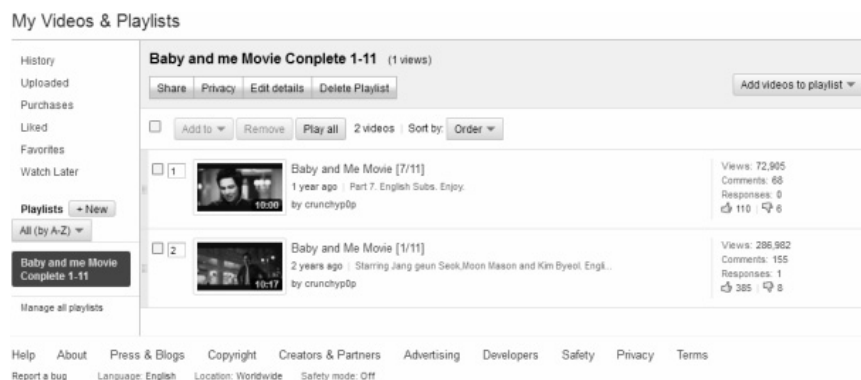 My Videos & Playlists
History
Uploaded
Purchases
Liked
Favorites
Watch Later
Playlists + New
All (by A-Z)
Baby and me Movie
Conplete 1-11
Manage all playlists
Baby and me Movie Conplete 1-11 (1 views)
Share Privacy Edit details Delete Playlist
Add videos to playlist
Add to Remove Play all 2 videos Sort by: Order
1
10:00
Baby and Me Movie [7/11]
1 year ago | Part 7. English Subs. Enjoy.
by crunchyp0p
Views: 72,905
Comments: 68
Responses: 0
110 | 6
2
10:17
Baby and Me Movie [1/11]
2 years ago | Starring Jang geun Seok,Moon Mason and Kim Byeol. Engli...
by crunchyp0p
Views: 286,982
Comments: 155
Responses: 1
385 | 8
Help About Press & Blogs Copyright Creators & Partners Advertising Developers Safety Privacy Terms
Report a bug Language: English Location: Worldwide Safety mode: Off